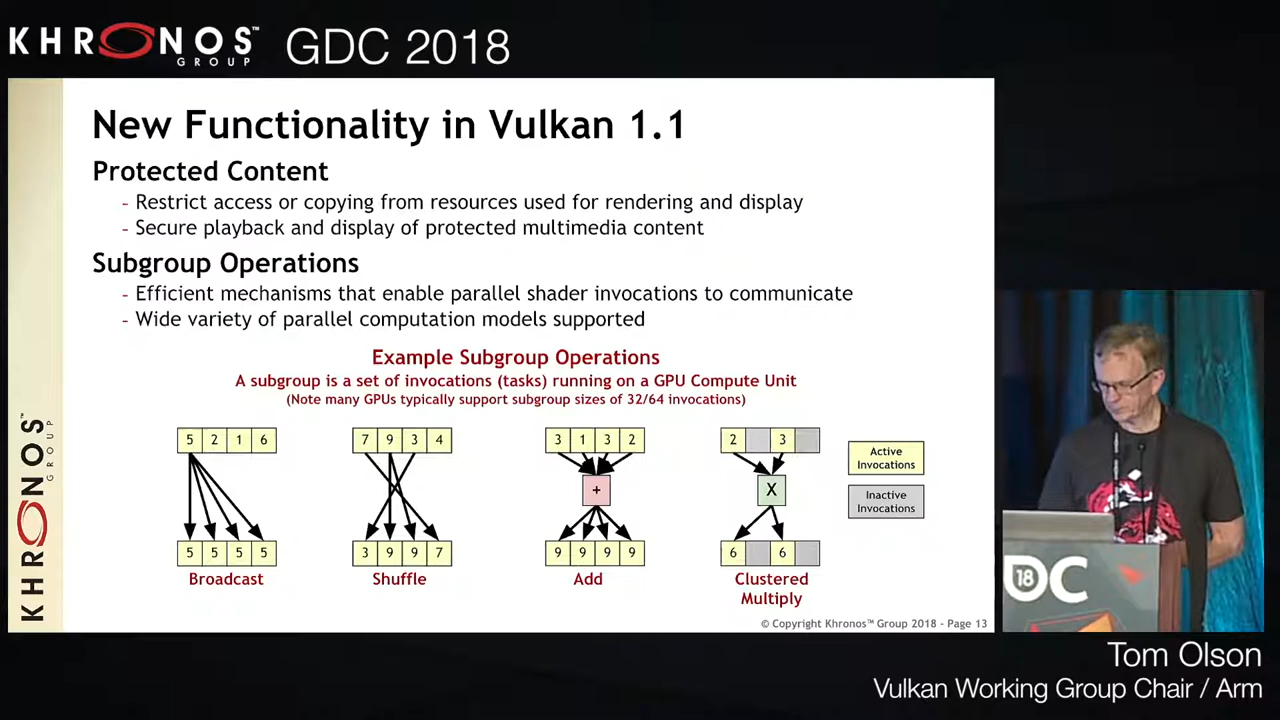 KHRONOS™ GROUP GDC 2018
New Functionality in Vulkan 1.1
Protected Content
- Restrict access or copying from resources used for rendering and display
- Secure playback and display of protected multimedia content
Subgroup Operations
- Efficient mechanisms that enable parallel shader invocations to communicate
- Wide variety of parallel computation models supported
Example Subgroup Operations
A subgroup is a set of invocations (tasks) running on a GPU Compute Unit
(Note many GPUs typically support subgroup sizes of 32/64 invocations)
5 2 1 6
5 5 5 5
Broadcast
7 9 3 4
3 9 9 7
Shuffle
3 1 3 2
+
9 9 9 9
Add
2 3
X
6 6
Clustered
Multiply
Active
Invocations
Inactive
Invocations
© Copyright Khronos™ Group 2018 - Page 13
KHRONOS™ GROUP
18
DC
Tom Olson
Vulkan Working Group Chair / Arm